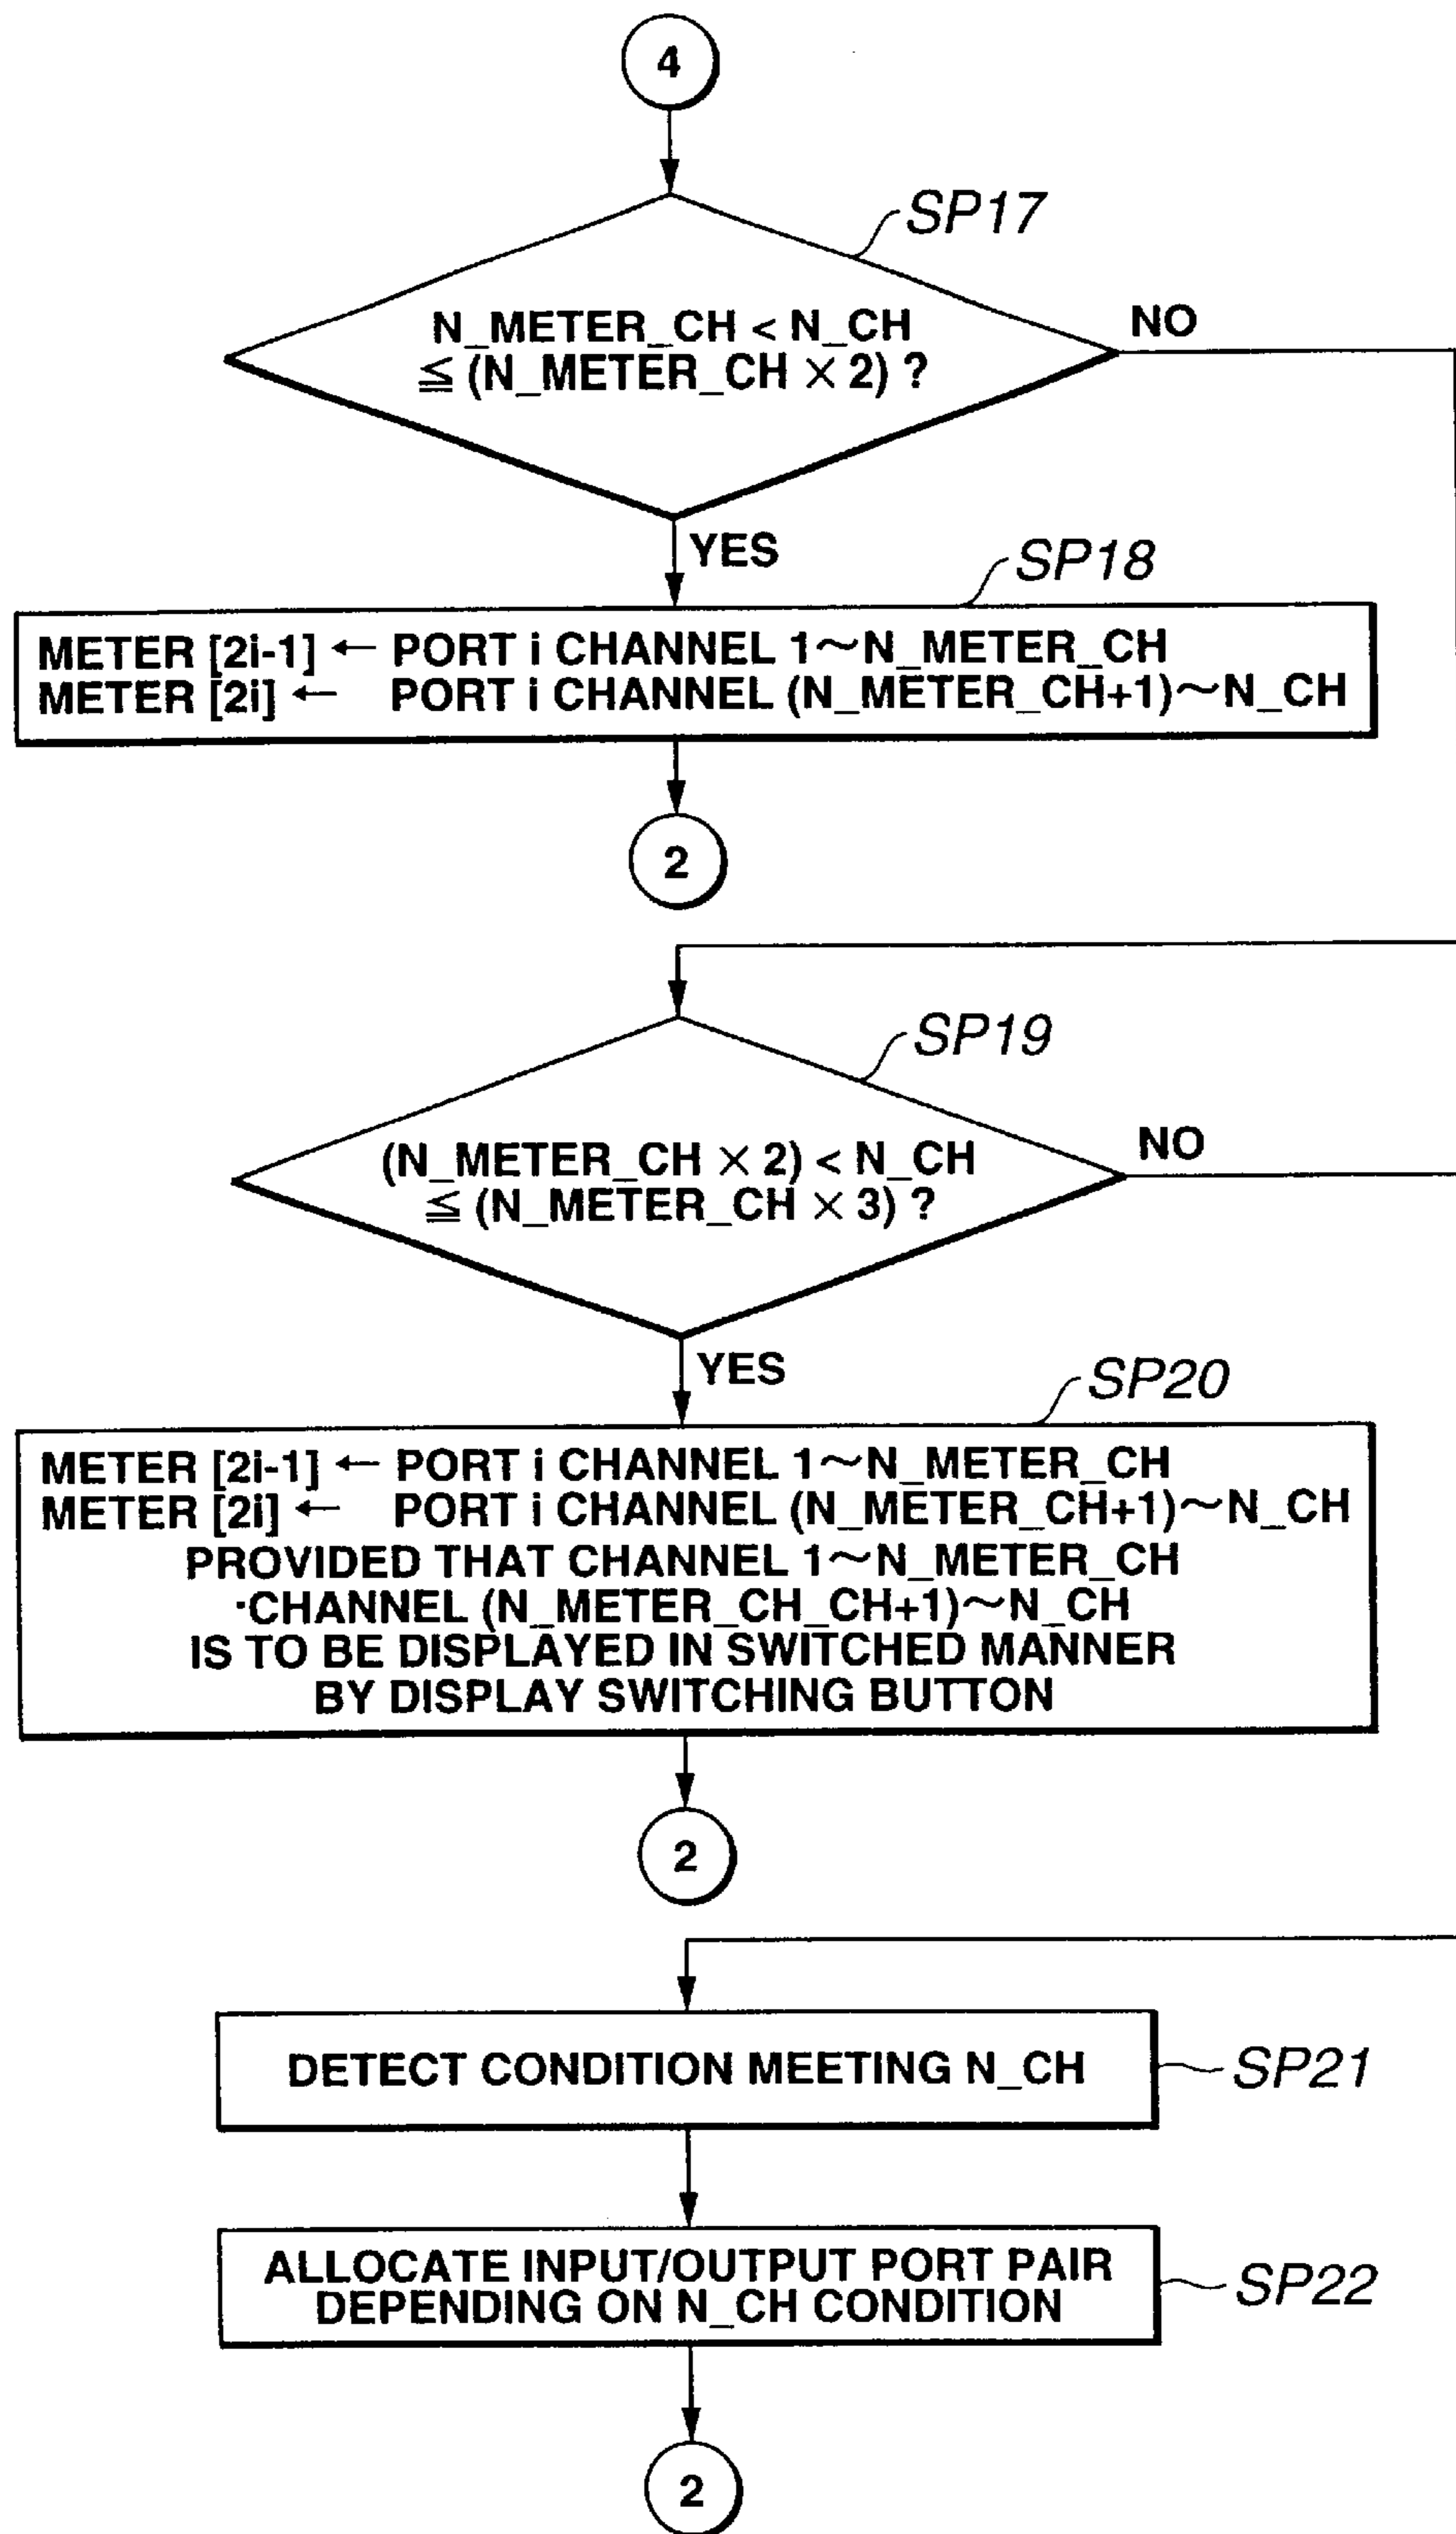 4
SP17
N_METER_CH < N_CH
≦ (N_METER_CH × 2) ?
NO
YES
SP18
METER [2i-1] ← PORT i CHANNEL 1~N_METER_CH
METER [2i] ← PORT i CHANNEL (N_METER_CH+1)~N_CH
2
SP19
(N_METER_CH × 2) < N_CH
≦ (N_METER_CH × 3) ?
NO
YES
SP20
METER [2i-1] ← PORT i CHANNEL 1~N_METER_CH
METER [2i] ← PORT i CHANNEL (N_METER_CH+1)~N_CH
PROVIDED THAT CHANNEL 1~N_METER_CH
·CHANNEL (N_METER_CH_CH+1)~N_CH
IS TO BE DISPLAYED IN SWITCHED MANNER
BY DISPLAY SWITCHING BUTTON
2
DETECT CONDITION MEETING N_CH
SP21
ALLOCATE INPUT/OUTPUT PORT PAIR
DEPENDING ON N_CH CONDITION
SP22
2